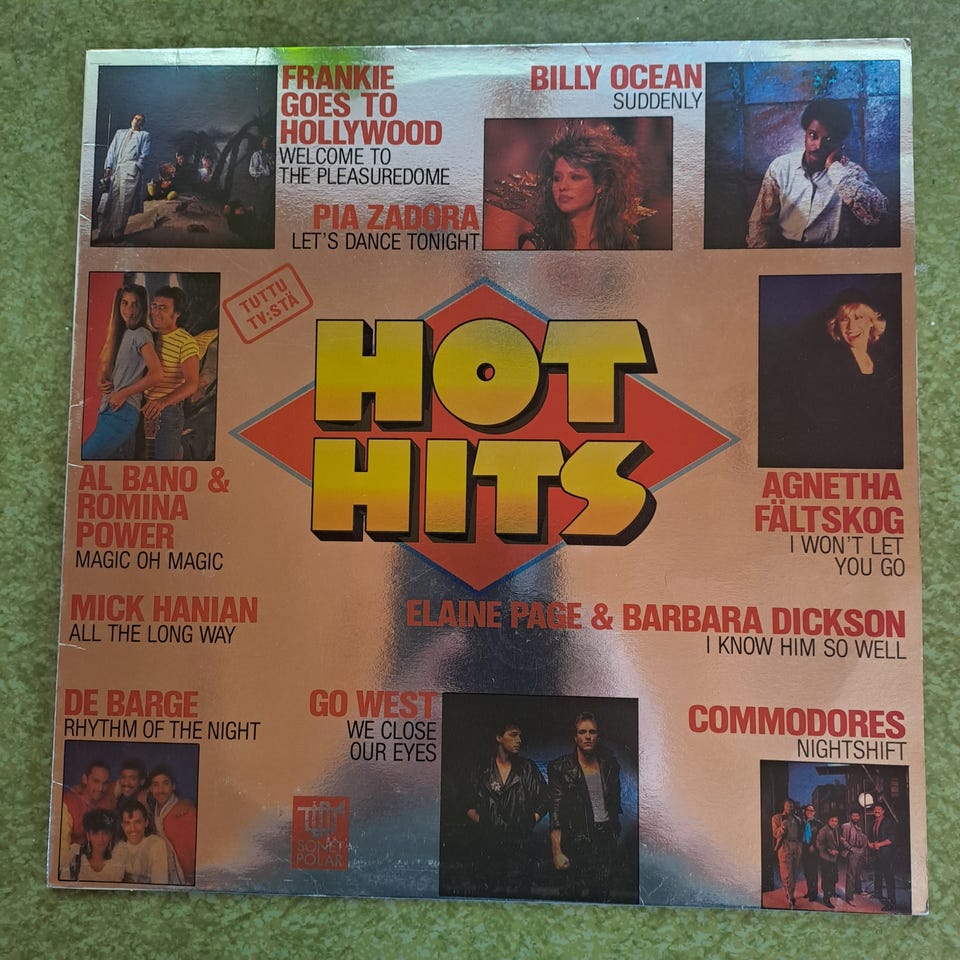 FRANKIE
GOES TO
HOLLYWOOD
WELCOME TO
THE PLEASUREDOME
BILLY OCEAN
SUDDENLY
PIA ZADORA
LET'S DANCE TONIGHT
TUTTU
TV:STÄ
HOT
HITS
AL BANO &
ROMINA
POWER
MAGIC OH MAGIC
AGNETHA
FÄLTSKOG
I WON'T LET
YOU GO
MICK HANIAN
ALL THE LONG WAY
ELAINE PAGE & BARBARA DICKSON
I KNOW HIM SO WELL
DE BARGE
RHYTHM OF THE NIGHT
GO WEST
WE CLOSE
OUR EYES
COMMODORES
NIGHTSHIFT
SONET
POLAR